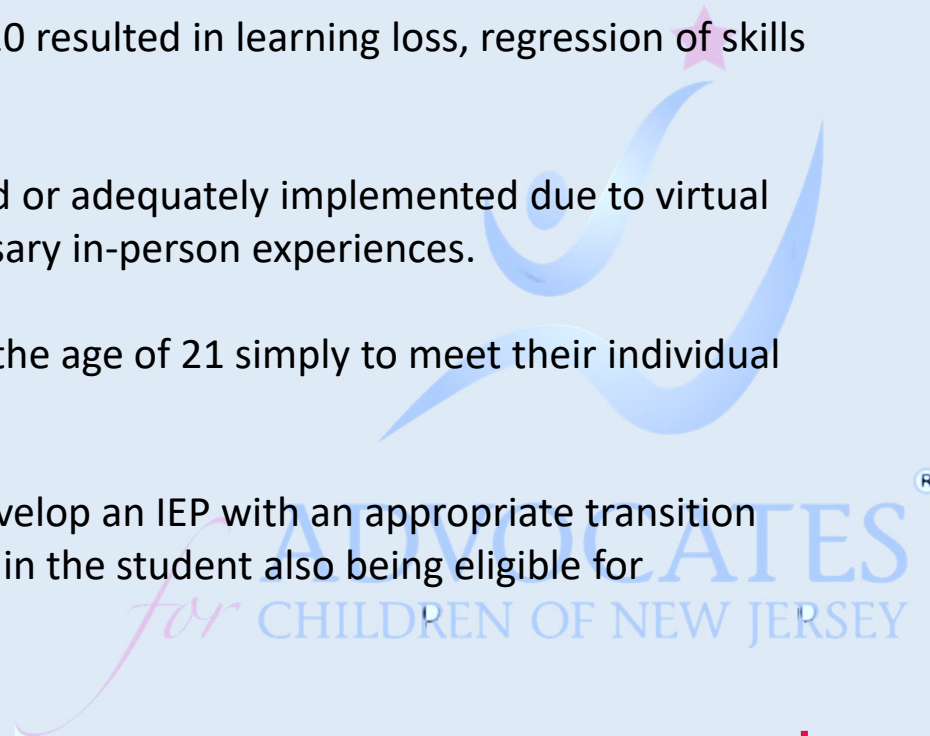 0 resulted in learning loss, regression of skills
d or adequately implemented due to virtual
sary in-person experiences.
the age of 21 simply to meet their individual
velop an IEP with an appropriate transition
in the student also being eligible for
ADVOCATES ®
for CHILDREN OF NEW JERSEY